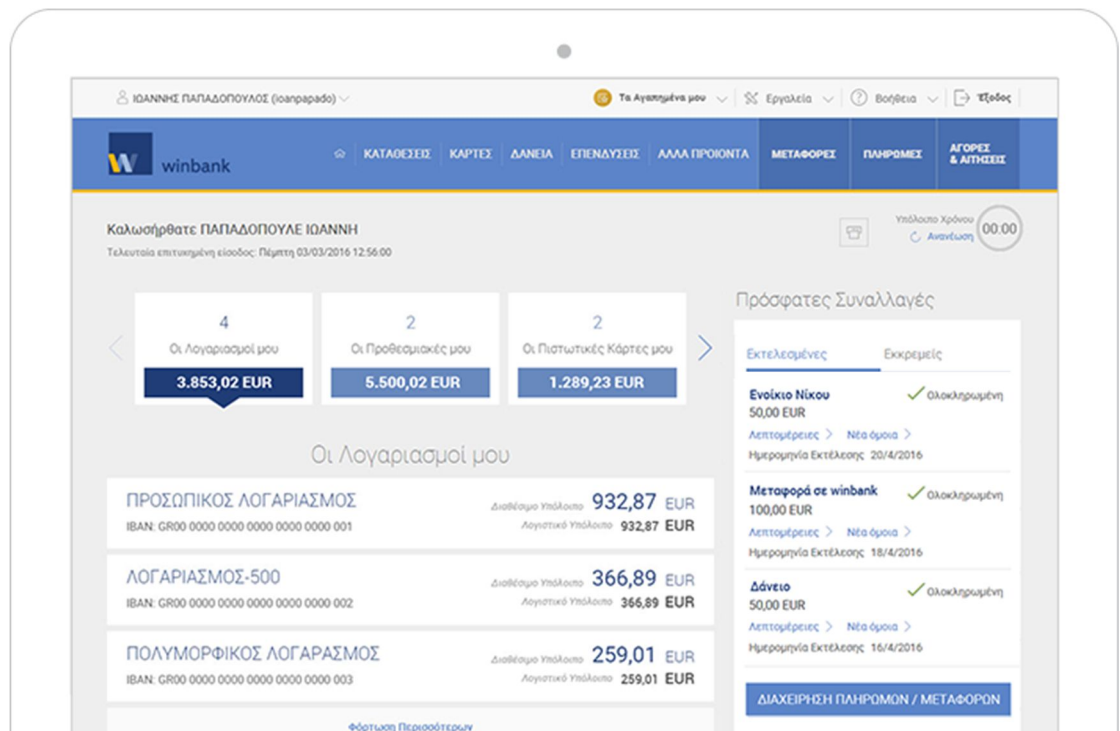 ΙΩΑΝΝΗΣ ΠΑΠΑΔΟΠΟΥΛΟΣ (ioanpapado)
Τα Αγαπημένα μου
Εργαλεία
Βοήθεια
Έξοδος
winbank
ΚΑΤΑΘΕΣΕΙΣ
ΚΑΡΤΕΣ
ΔΑΝΕΙΑ
ΕΠΕΝΔΥΣΕΙΣ
ΑΛΛΑ ΠΡΟΙΟΝΤΑ
ΜΕΤΑΦΟΡΕΣ
ΠΛΗΡΩΜΕΣ
ΑΓΟΡΕΣ
& ΑΙΤΗΣΕΙΣ
Καλωσήρθατε ΠΑΠΑΔΟΠΟΥΛΕ ΙΩΑΝΝΗ
Τελευταία επιτυχημένη είσοδος: Πέμπτη 03/03/2016 12:56:00
Υπόλοιπο Χρόνου
Ανανέωση
00:00
4
Οι Λογαριασμοί μου
3.853,02 EUR
2
Οι Προθεσμιακές μου
5.500,02 EUR
2
Οι Πιστωτικές Κάρτες μου
1.289,23 EUR
Οι Λογαριασμοί μου
ΠΡΟΣΩΠΙΚΟΣ ΛΟΓΑΡΙΑΣΜΟΣ
Διαθέσιμο Υπόλοιπο 932,87 EUR
IBAN: GR00 0000 0000 0000 0000 0000 001
Λογιστικό Υπόλοιπο 932,87 EUR
ΛΟΓΑΡΙΑΣΜΟΣ-500
Διαθέσιμο Υπόλοιπο 366,89 EUR
IBAN: GR00 0000 0000 0000 0000 0000 002
Λογιστικό Υπόλοιπο 366,89 EUR
ΠΟΛΥΜΟΡΦΙΚΟΣ ΛΟΓΑΡΑΣΜΟΣ
Διαθέσιμο Υπόλοιπο 259,01 EUR
IBAN: GR00 0000 0000 0000 0000 0000 003
Λογιστικό Υπόλοιπο 259,01 EUR
Φόρτωση Περισσότερων
Πρόσφατες Συναλλαγές
Εκτελεσμένες
Εκκρεμείς
Ενοίκιο Νίκου
Ολοκληρωμένη
50,00 EUR
Λεπτομέρειες
Νέα όμοια
Ημερομηνία Εκτέλεσης 20/4/2016
Μεταφορά σε winbank
Ολοκληρωμένη
100,00 EUR
Λεπτομέρειες
Νέα όμοια
Ημερομηνία Εκτέλεσης 18/4/2016
Δάνειο
Ολοκληρωμένη
50,00 EUR
Λεπτομέρειες
Νέα όμοια
Ημερομηνία Εκτέλεσης 16/4/2016
ΔΙΑΧΕΙΡΗΣΗ ΠΛΗΡΩΜΩΝ / ΜΕΤΑΦΟΡΩΝ